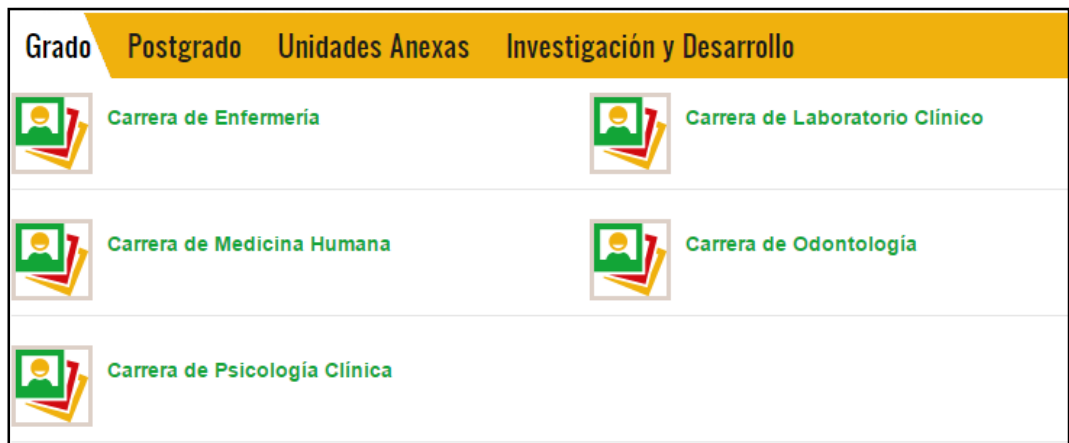 Grado Postgrado Unidades Anexas Investigación y Desarrollo
Carrera de Enfermería
Carrera de Laboratorio Clínico
Carrera de Medicina Humana
Carrera de Odontología
Carrera de Psicología Clínica